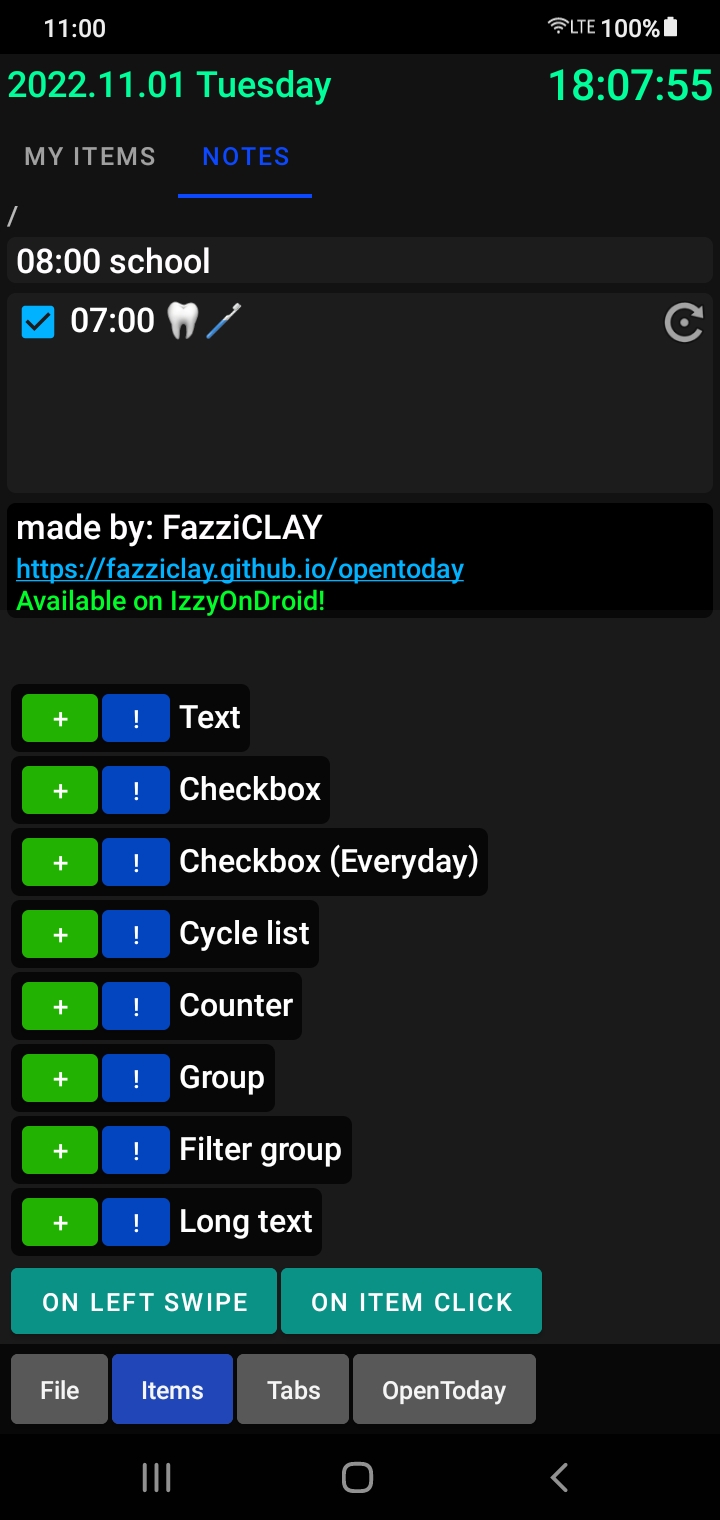 11:00 LTE 100%
2022.11.01 Tuesday 18:07:55
MY ITEMS NOTES
/
08:00 school
07:00 🦷🪥
made by: FazziCLAY
https://fazziclay.github.io/opentoday
Available on IzzyOnDroid!
+ ! Text
+ ! Checkbox
+ ! Checkbox (Everyday)
+ ! Cycle list
+ ! Counter
+ ! Group
+ ! Filter group
+ ! Long text
ON LEFT SWIPE ON ITEM CLICK
File Items Tabs OpenToday